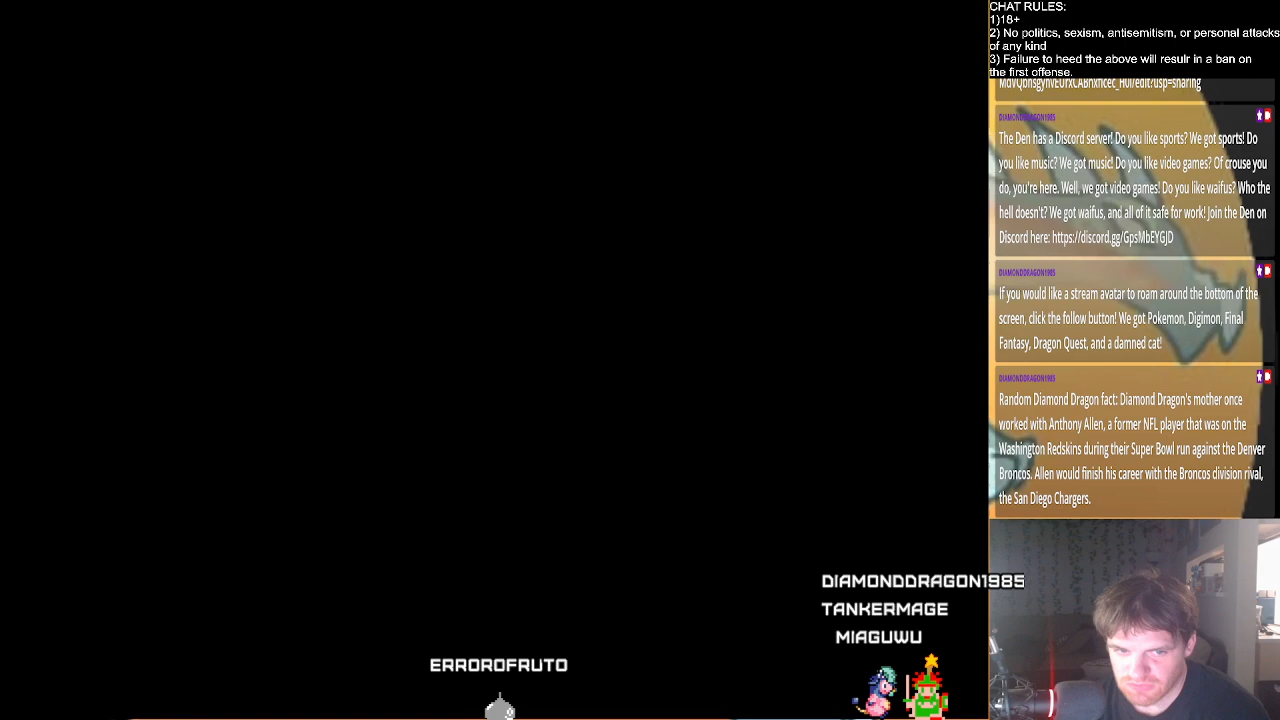 CHAT RULES:
1)18+
2) No politics, sexism, antisemitism, or personal attacks
of any kind
3) Failure to heed the above will resulr in a ban on
the first offense.
DIAMONDDRAGON1985
The Den has a Discord server! Do you like sports? We got sports! Do
you like music? We got music! Do you like video games? Of crouse you
do, you're here. Well, we got video games! Do you like waifus? Who the
hell doesn't? We got waifus, and all of it safe for work! Join the Den on
Discord here: https://discord.gg/GpsMbEYGJD
DIAMONDDRAGON1985
If you would like a stream avatar to roam around the bottom of the
screen, click the follow button! We got Pokemon, Digimon, Final
Fantasy, Dragon Quest, and a damned cat!
DIAMONDDRAGON1985
Random Diamond Dragon fact: Diamond Dragon's mother once
worked with Anthony Allen, a former NFL player that was on the
Washington Redskins during their Super Bowl run against the Denver
Broncos. Allen would finish his career with the Broncos division rival,
the San Diego Chargers.
DIAMONDDRAGON1985
TANKERMAGE
MIAGUWU
ERROROFRUTO